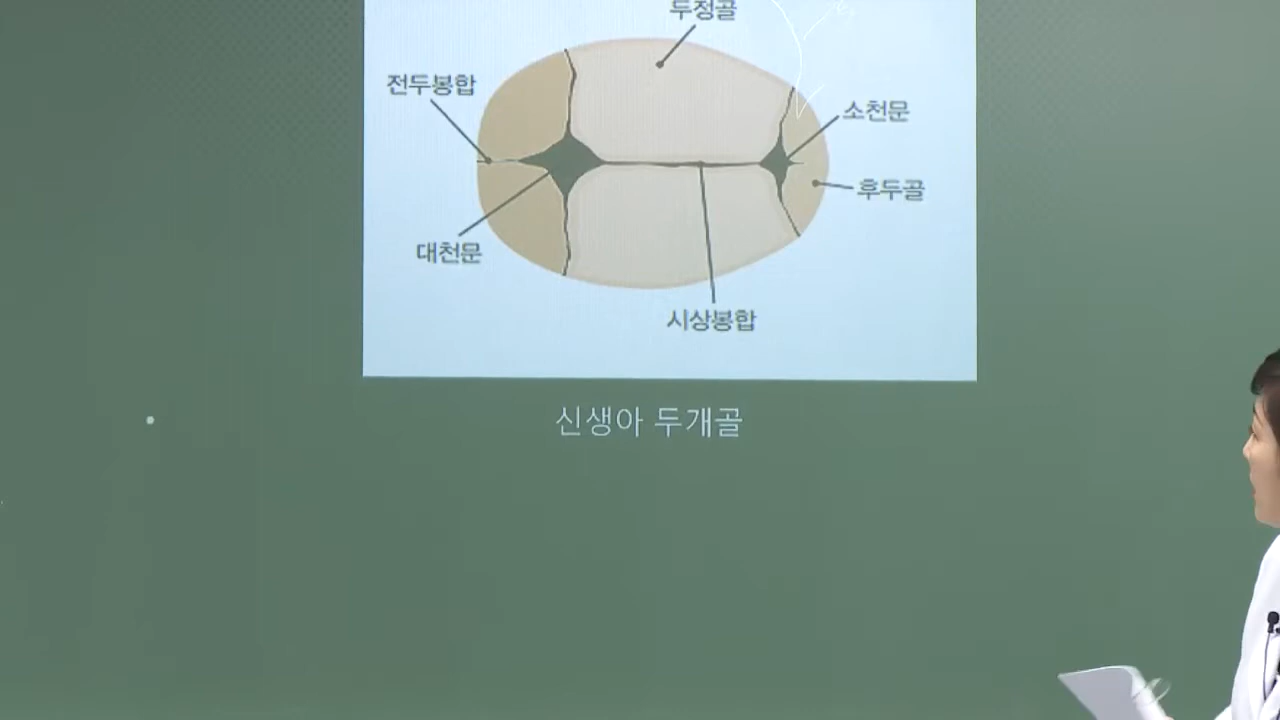 두정골
전두봉합
소천문
후두골
대천문
시상봉합
신생아 두개골